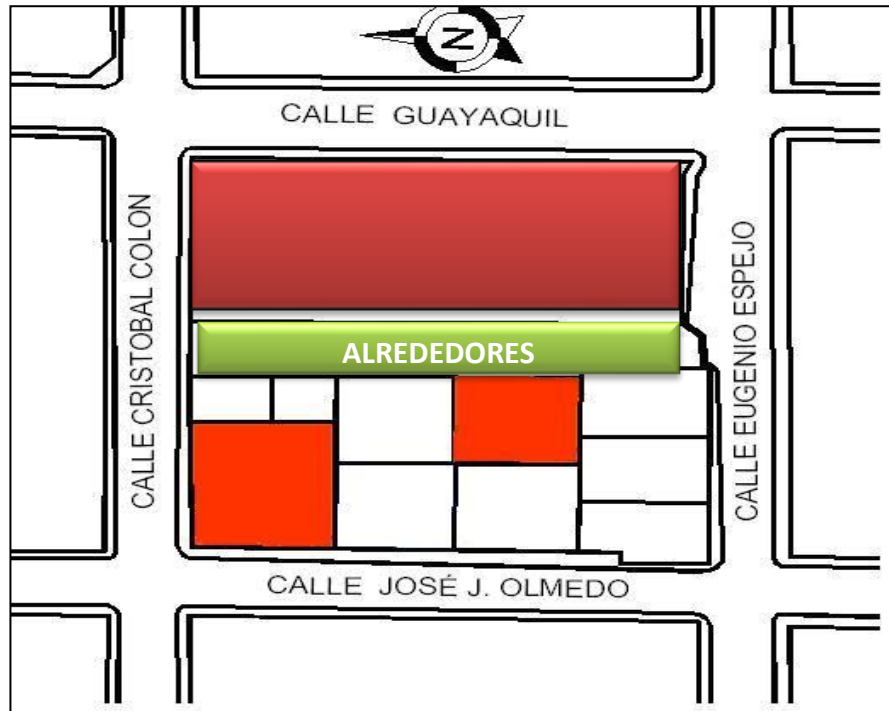 N
CALLE GUAYAQUIL
CALLE CRISTOBAL COLON
CALLE EUGENIO ESPEJO
ALREDEDORES
CALLE JOSÉ J. OLMEDO